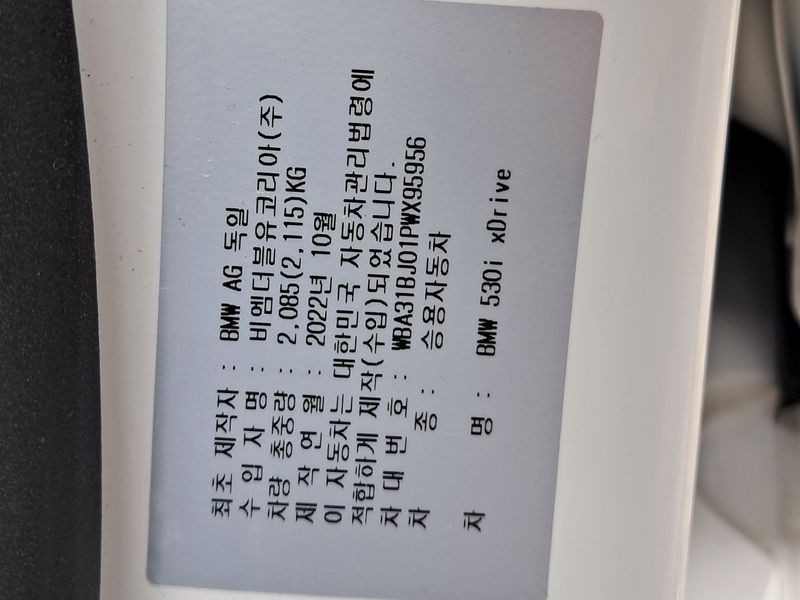 최초 제작자 : BMW AG 독일
수 입 자 명 : 비엠더블유코리아(주)
차량 총중량 : 2,085(2,115)KG
제 작 연 월 : 2022년 10월
이 자동차는 대한민국 자동차관리법령에
적합하게 제작(수입)되었습니다.
차 대 번 호 : WBA31BJ01PWX95956
차 종 : 승용자동차
차 명 : BMW 530i xDrive